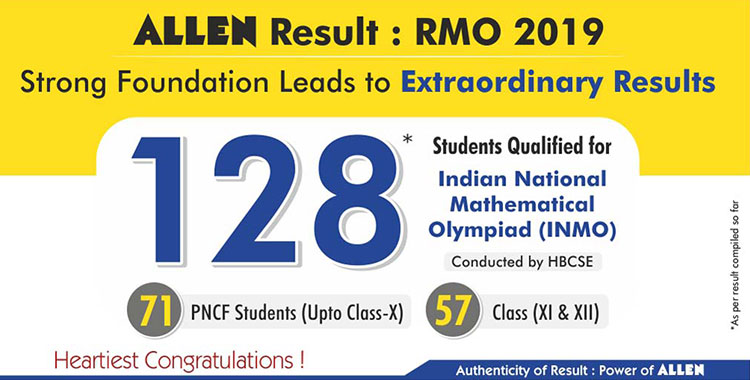 ALLEN Result : RMO 2019
Strong Foundation Leads to Extraordinary Results
128*
Students Qualified for
Indian National
Mathematical
Olympiad (INMO)
Conducted by HBCSE
71 PNCF Students (Upto Class-X)
57 Class (XI & XII)
*As per result compiled so far
Heartiest Congratulations !
Authenticity of Result : Power of ALLEN